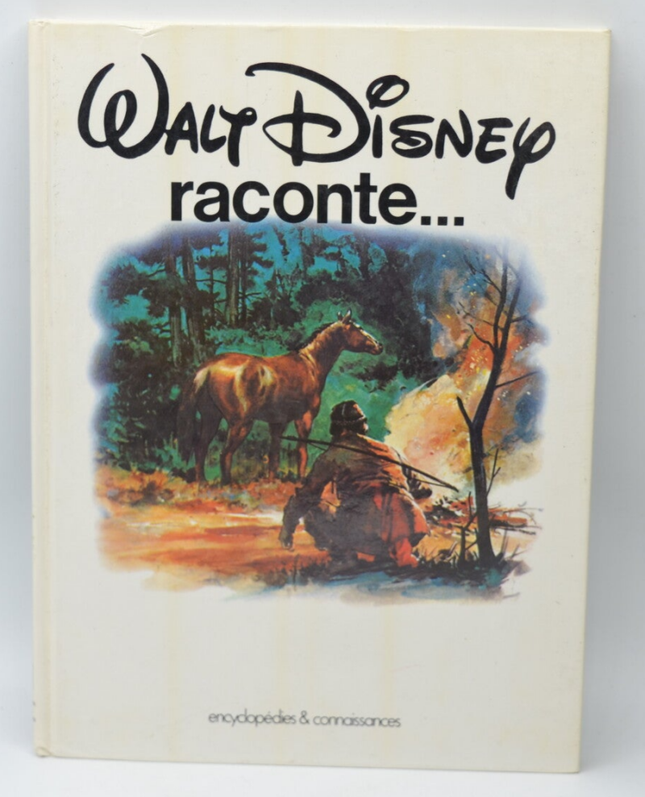 Walt Disney
raconte...
encyclopédies & connaissances